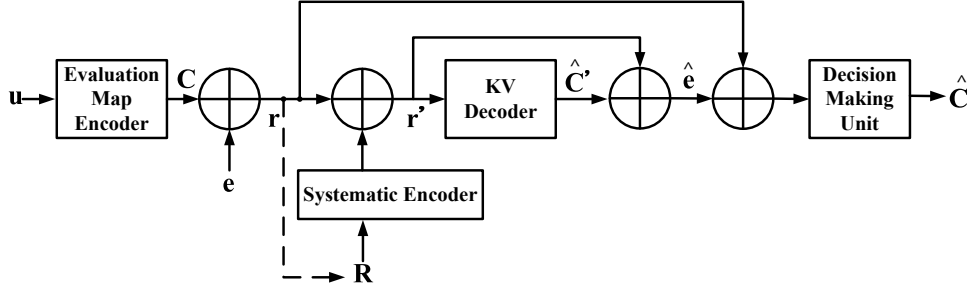 u
Evaluation
Map
Encoder
C
e
r
r’
Systematic Encoder
R
KV
Decoder
Ĉ’
ê
Decision
Making
Unit
Ĉ